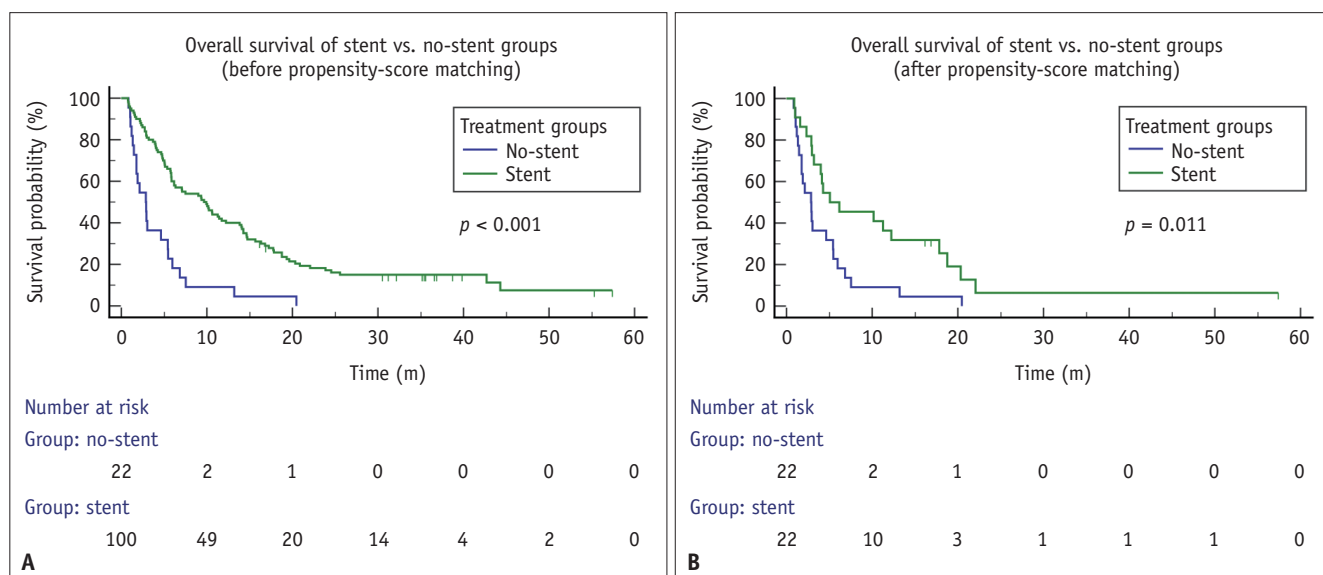 Overall survival of stent vs. no-stent groups
(before propensity-score matching)
Survival probability (%)
100
80
60
40
20
0
Treatment groups
No-stent
Stent
p < 0.001
0 10 20 30 40 50 60
Time (m)
Number at risk
Group: no-stent
22 2 1 0 0 0 0
Group: stent
100 49 20 14 4 2 0
A
Overall survival of stent vs. no-stent groups
(after propensity-score matching)
Survival probability (%)
100
80
60
40
20
0
Treatment groups
No-stent
Stent
p = 0.011
0 10 20 30 40 50 60
Time (m)
Number at risk
Group: no-stent
22 2 1 0 0 0 0
Group: stent
22 10 3 1 1 1 0
B